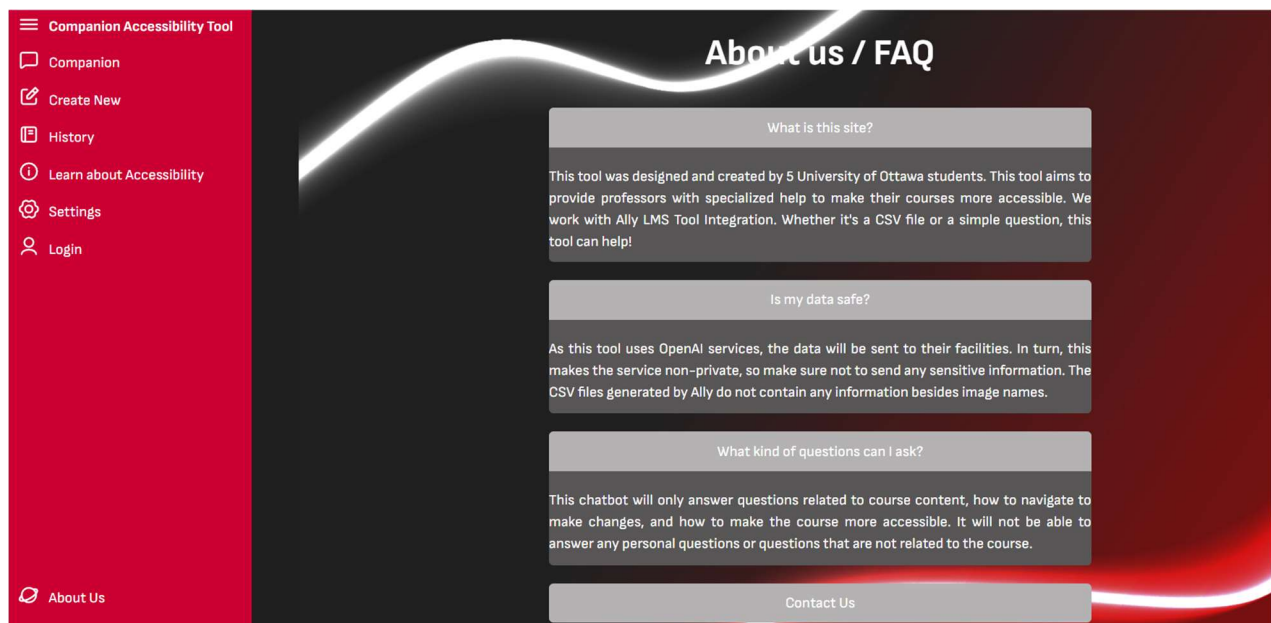 Companion Accessibility Tool
Companion
Create New
History
Learn about Accessibility
Settings
Login
About Us
About us / FAQ
What is this site?
This tool was designed and created by 5 University of Ottawa students. This tool aims to
provide professors with specialized help to make their courses more accessible. We
work with Ally LMS Tool Integration. Whether it's a CSV file or a simple question, this
tool can help!
Is my data safe?
As this tool uses OpenAI services, the data will be sent to their facilities. In turn, this
makes the service non-private, so make sure not to send any sensitive information. The
CSV files generated by Ally do not contain any information besides image names.
What kind of questions can I ask?
This chatbot will only answer questions related to course content, how to navigate to
make changes, and how to make the course more accessible. It will not be able to
answer any personal questions or questions that are not related to the course.
Contact Us